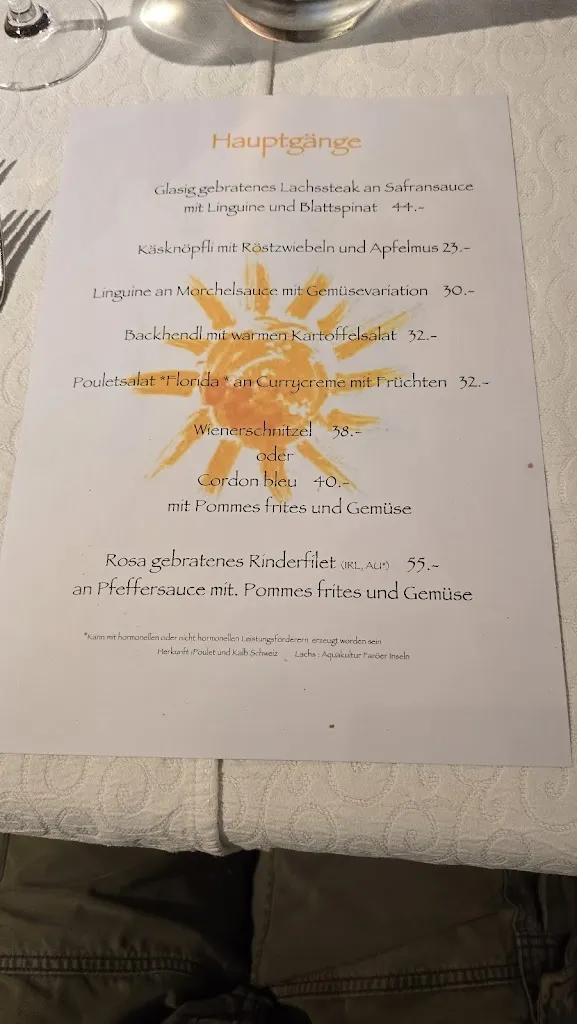 Hauptgänge
Glasig gebratenes Lachssteak an Safransauce
mit Linguine und Blattspinat 44.-
Käsknöpfli mit Röstzwiebeln und Apfelmus 23.-
Linguine an Morchelsauce mit Gemüsevariation 30.-
Backhendl mit warmen Kartoffelsalat 32.-
Pouletsalat *Florida * an Currycreme mit Früchten 32.-
Wienerschnitzel 38.-
oder
Cordon bleu 40.-
mit Pommes frites und Gemüse
Rosa gebratenes Rinderfilet (IRL, AU*) 55.-
an Pfeffersauce mit. Pommes frites und Gemüse
*Kann mit hormonellen oder nicht hormonellen Leistungsförderern erzeugt worden sein
Herkunft :Poulet und Kalb Schweiz Lachs : Aquakultur Faröer Inseln